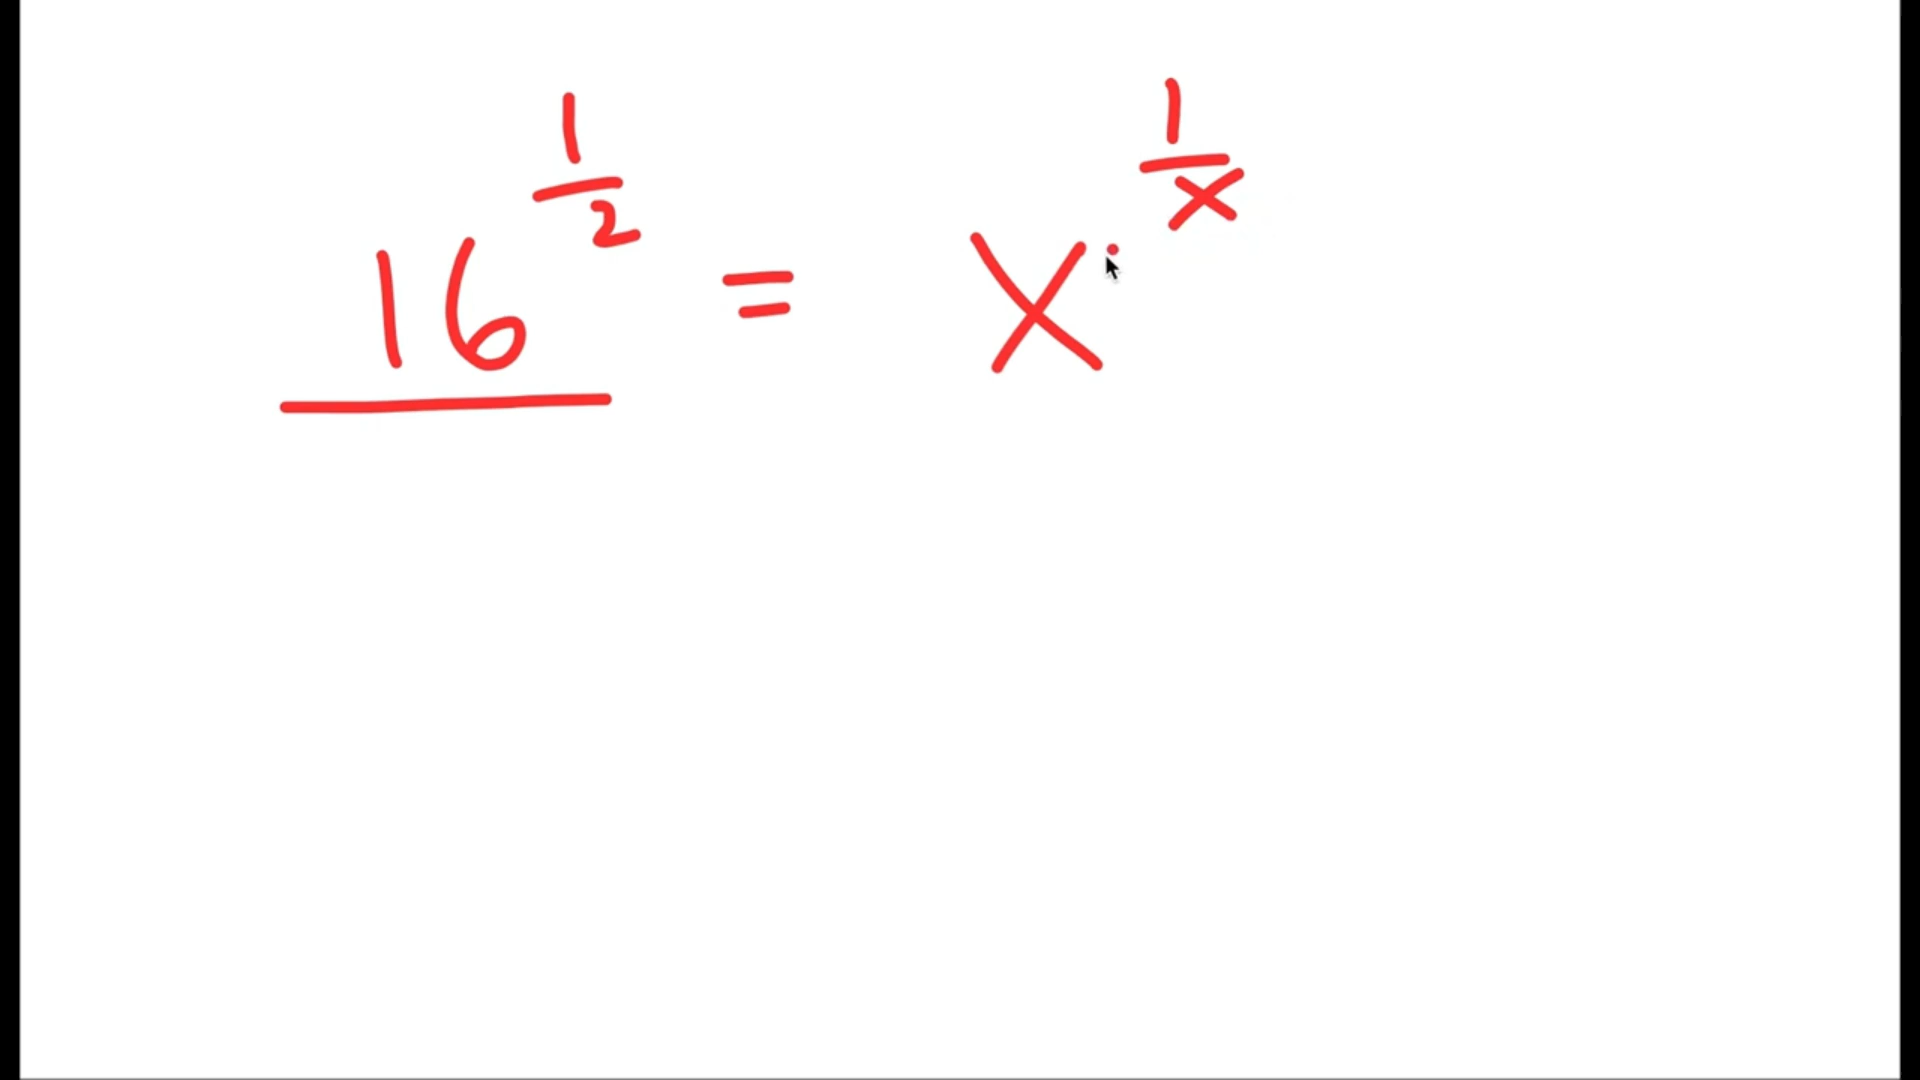 16^(1/2) = x^(1/x)